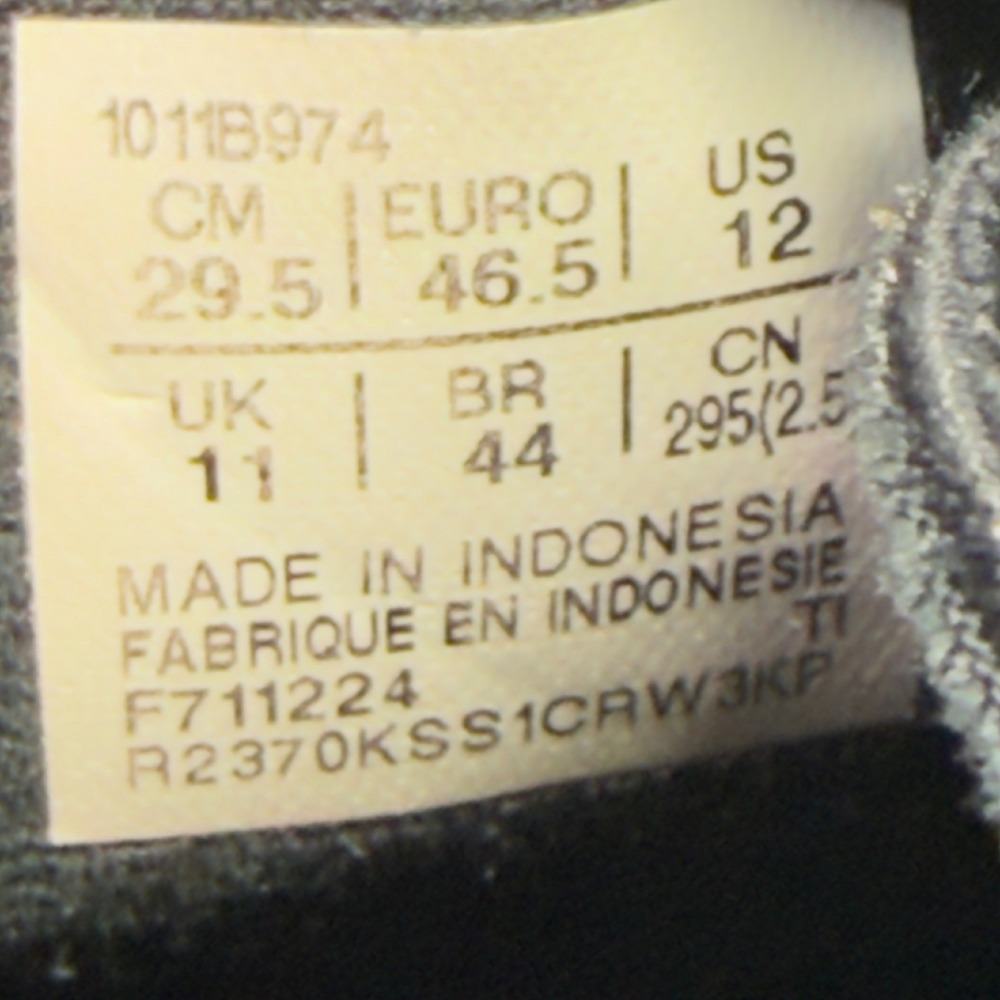 1011B974
CM | EURO | US
29.5 | 46.5 | 12
UK | BR | CN
11 | 44 | 295(2.5
MADE IN INDONESIA
FABRIQUE EN INDONESIE
TI
F711224
R2370KSS1CRW3KP